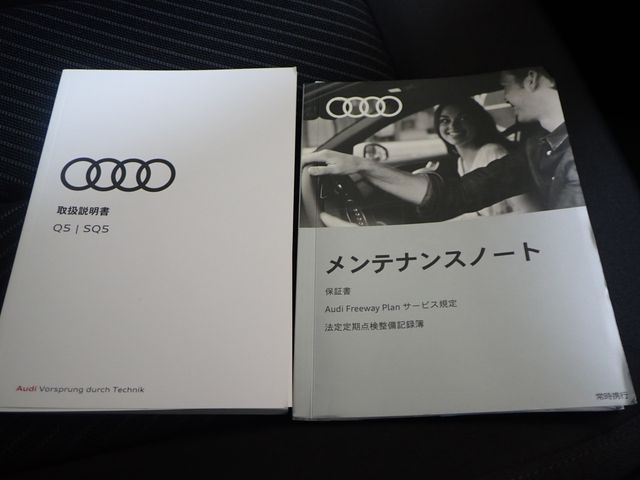 取扱説明書
Q5 | SQ5
Audi Vorsprung durch Technik
メンテナンスノート
保証書
Audi Freeway Plan サービス規定
法定定期点検整備記録簿
常時携行